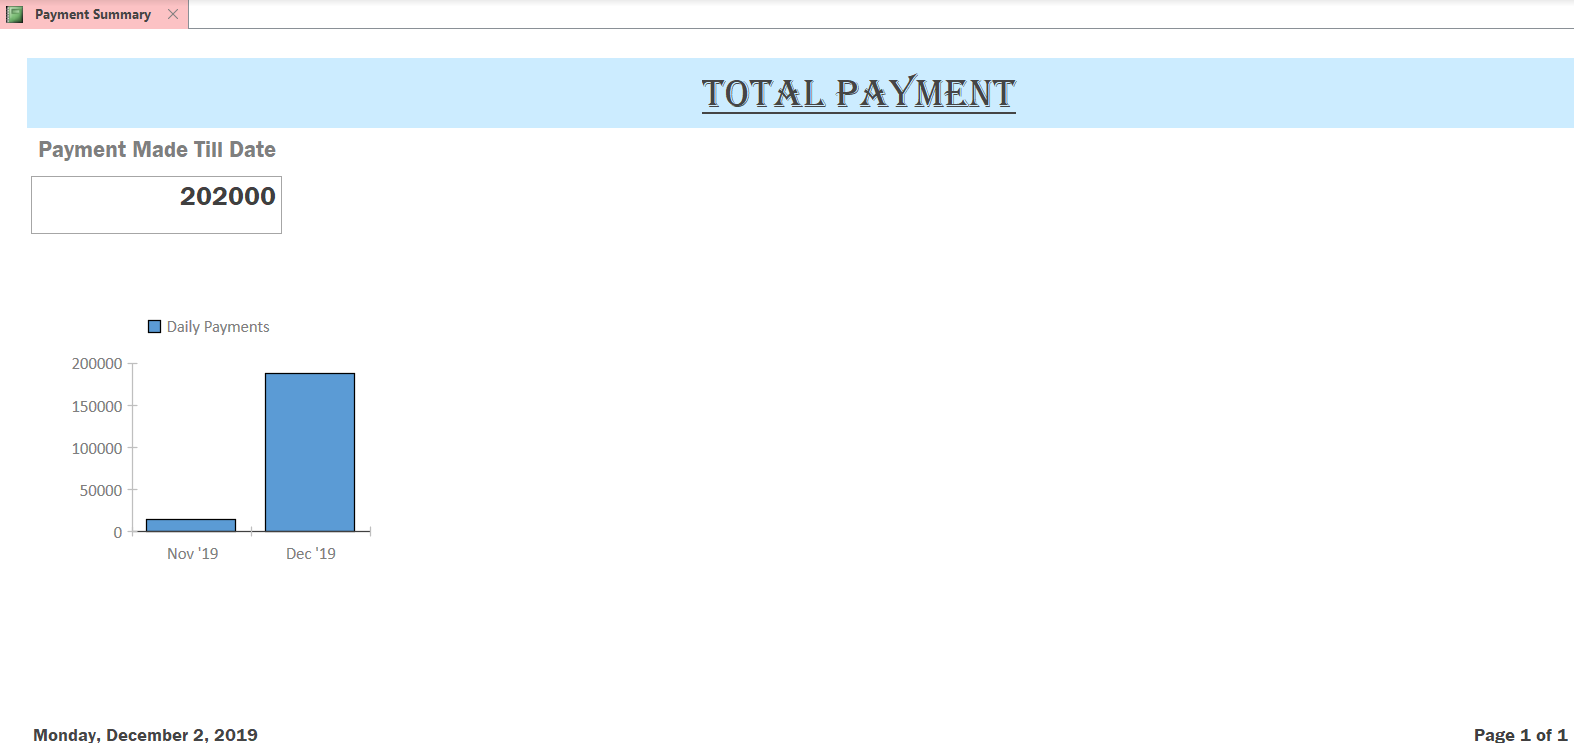 Payment Summary
TOTAL PAYMENT
Payment Made Till Date
202000
Daily Payments
200000
150000
100000
50000
0
Nov '19 Dec '19
Monday, December 2, 2019 Page 1 of 1